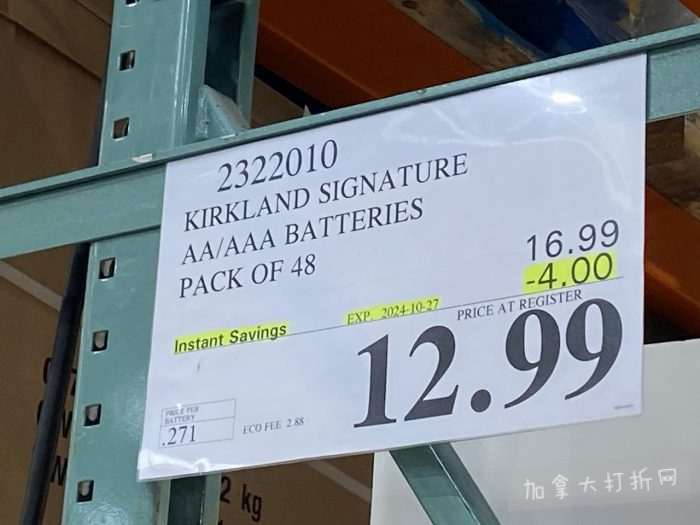 2322010
KIRKLAND SIGNATURE
AA/AAA BATTERIES
PACK OF 48
16.99
-4.00
Instant Savings
EXP. 2024-10-27
PRICE AT REGISTER
12.99
PRICE PER
BATTERY
.271
ECO FEE 2.88
2 kg
加拿大打折网